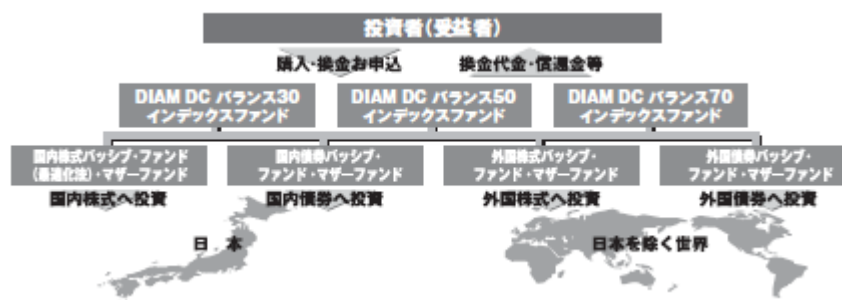 投資者(受益者)
購入・換金お申込
換金代金・償還金等
DIAM DC バランス30
インデックスファンド
DIAM DC バランス50
インデックスファンド
DIAM DC バランス70
インデックスファンド
国内株式パッシブ・ファンド
(最適化法)・マザーファンド
国内債券パッシブ・
ファンド・マザーファンド
外国株式パッシブ・
ファンド・マザーファンド
外国債券パッシブ・
ファンド・マザーファンド
国内株式へ投資
国内債券へ投資
外国株式へ投資
外国債券へ投資
日 本
日本を除く世界